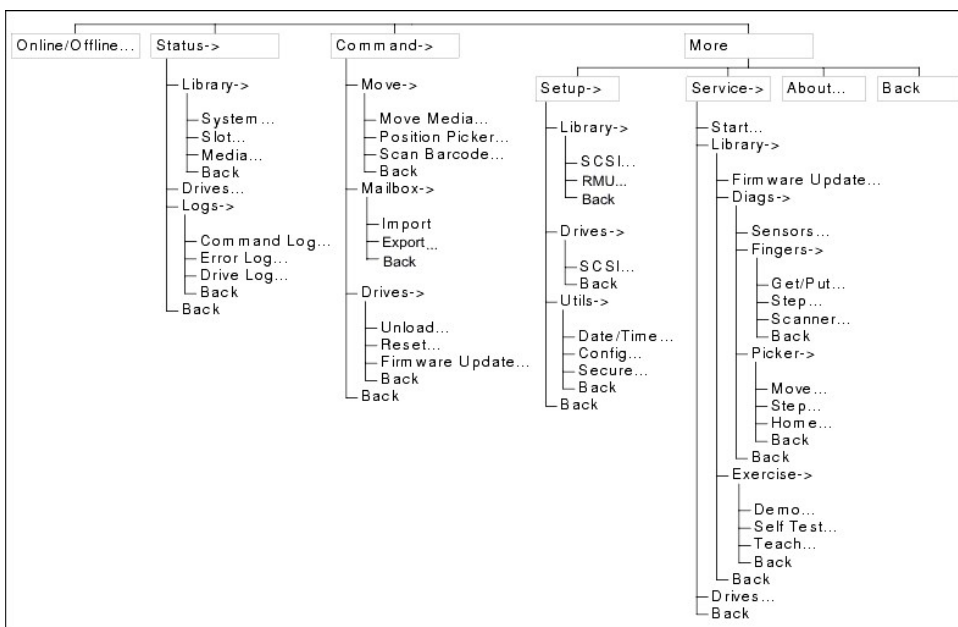 Online/Offline...
Status->
Library->
System...
Slot...
Media...
Back
Drives...
Logs->
Command Log...
Error Log...
Drive Log...
Back
Back
Command->
Move->
Move Media...
Position Picker...
Scan Barcode...
Back
Mailbox->
Import
Export...
Back
Drives->
Unload...
Reset...
Firmware Update...
Back
Back
More
Setup->
Library->
SCSI...
RMU...
Back
Drives->
SCSI...
Back
Utils->
Date/Time...
Config...
Secure...
Back
Back
Service->
Start...
Library->
Firmware Update...
Diags->
Sensors...
Fingers->
Get/Put...
Step...
Scanner...
Back
Picker->
Move...
Step...
Home...
Back
Back
Exercise->
Demo...
Self Test...
Teach...
Back
Back
Drives...
Back
About...
Back